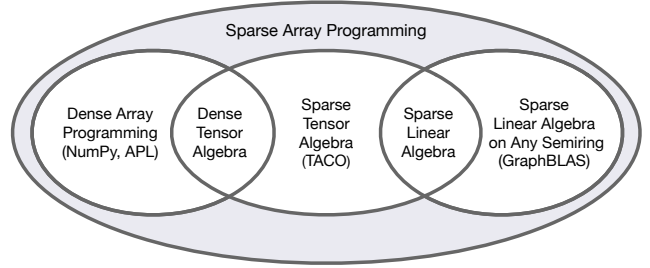 Sparse Array Programming
Dense Array
Programming
(NumPy, APL)
Dense
Tensor
Algebra
Sparse
Tensor
Algebra
(TACO)
Sparse
Linear
Algebra
Sparse
Linear Algebra
on Any Semiring
(GraphBLAS)